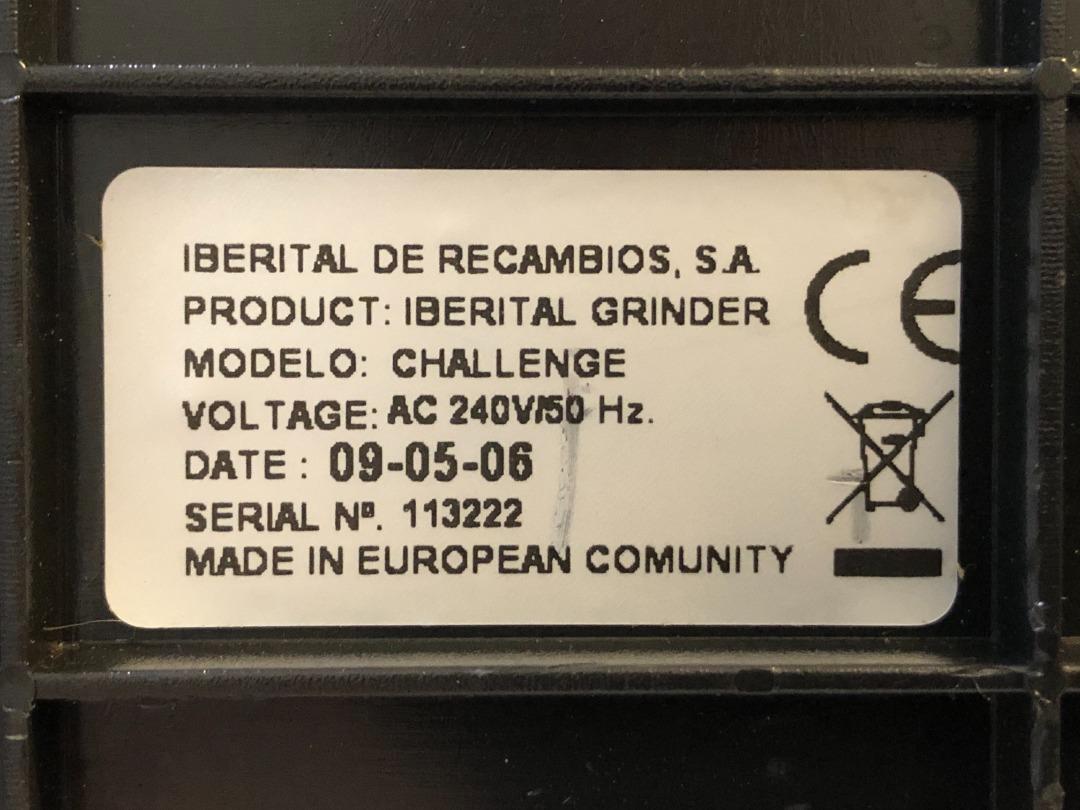 IBERITAL DE RECAMBIOS, S.A.
PRODUCT: IBERITAL GRINDER
MODELO: CHALLENGE
VOLTAGE: AC 240V/50 Hz.
DATE : 09-05-06
SERIAL Nº. 113222
MADE IN EUROPEAN COMUNITY
CE